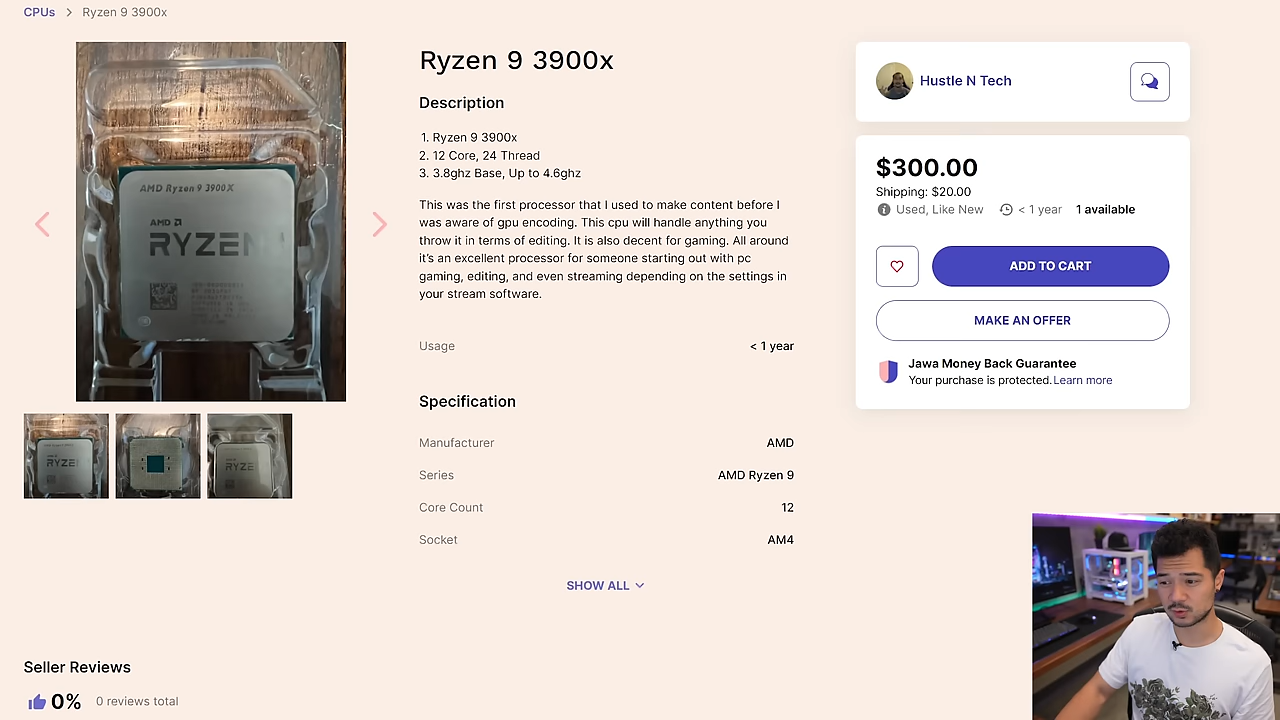 CPUs > Ryzen 9 3900x
Ryzen 9 3900x
Description
1. Ryzen 9 3900x
2. 12 Core, 24 Thread
3. 3.8ghz Base, Up to 4.6ghz
This was the first processor that I used to make content before I
was aware of gpu encoding. This cpu will handle anything you
throw it in terms of editing. It is also decent for gaming. All around
it's an excellent processor for someone starting out with pc
gaming, editing, and even streaming depending on the settings in
your stream software.
Usage < 1 year
Specification
Manufacturer AMD
Series AMD Ryzen 9
Core Count 12
Socket AM4
SHOW ALL
AMD Ryzen 9 3900X
AMD
RYZEN
RYZE
RYZE
Hustle N Tech
$300.00
Shipping: $20.00
Used, Like New < 1 year 1 available
ADD TO CART
MAKE AN OFFER
Jawa Money Back Guarantee
Your purchase is protected. Learn more
Seller Reviews
0% 0 reviews total